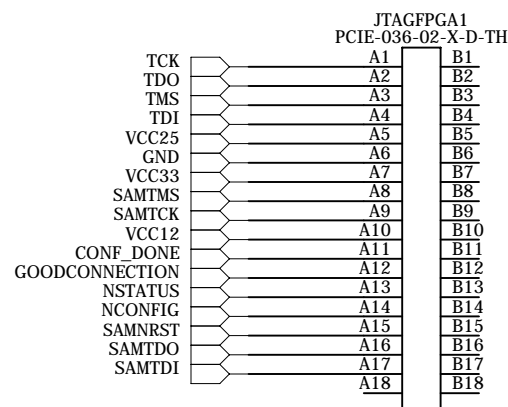 JTAGFPGA1
PCIE-036-02-X-D-TH
TCK A1 B1
TDO A2 B2
TMS A3 B3
TDI A4 B4
VCC25 A5 B5
GND A6 B6
VCC33 A7 B7
SAMTMS A8 B8
SAMTCK A9 B9
VCC12 A10 B10
CONF_DONE A11 B11
GOODCONNECTION A12 B12
NSTATUS A13 B13
NCONFIG A14 B14
SAMNRST A15 B15
SAMTDO A16 B16
SAMTDI A17 B17
A18 B18